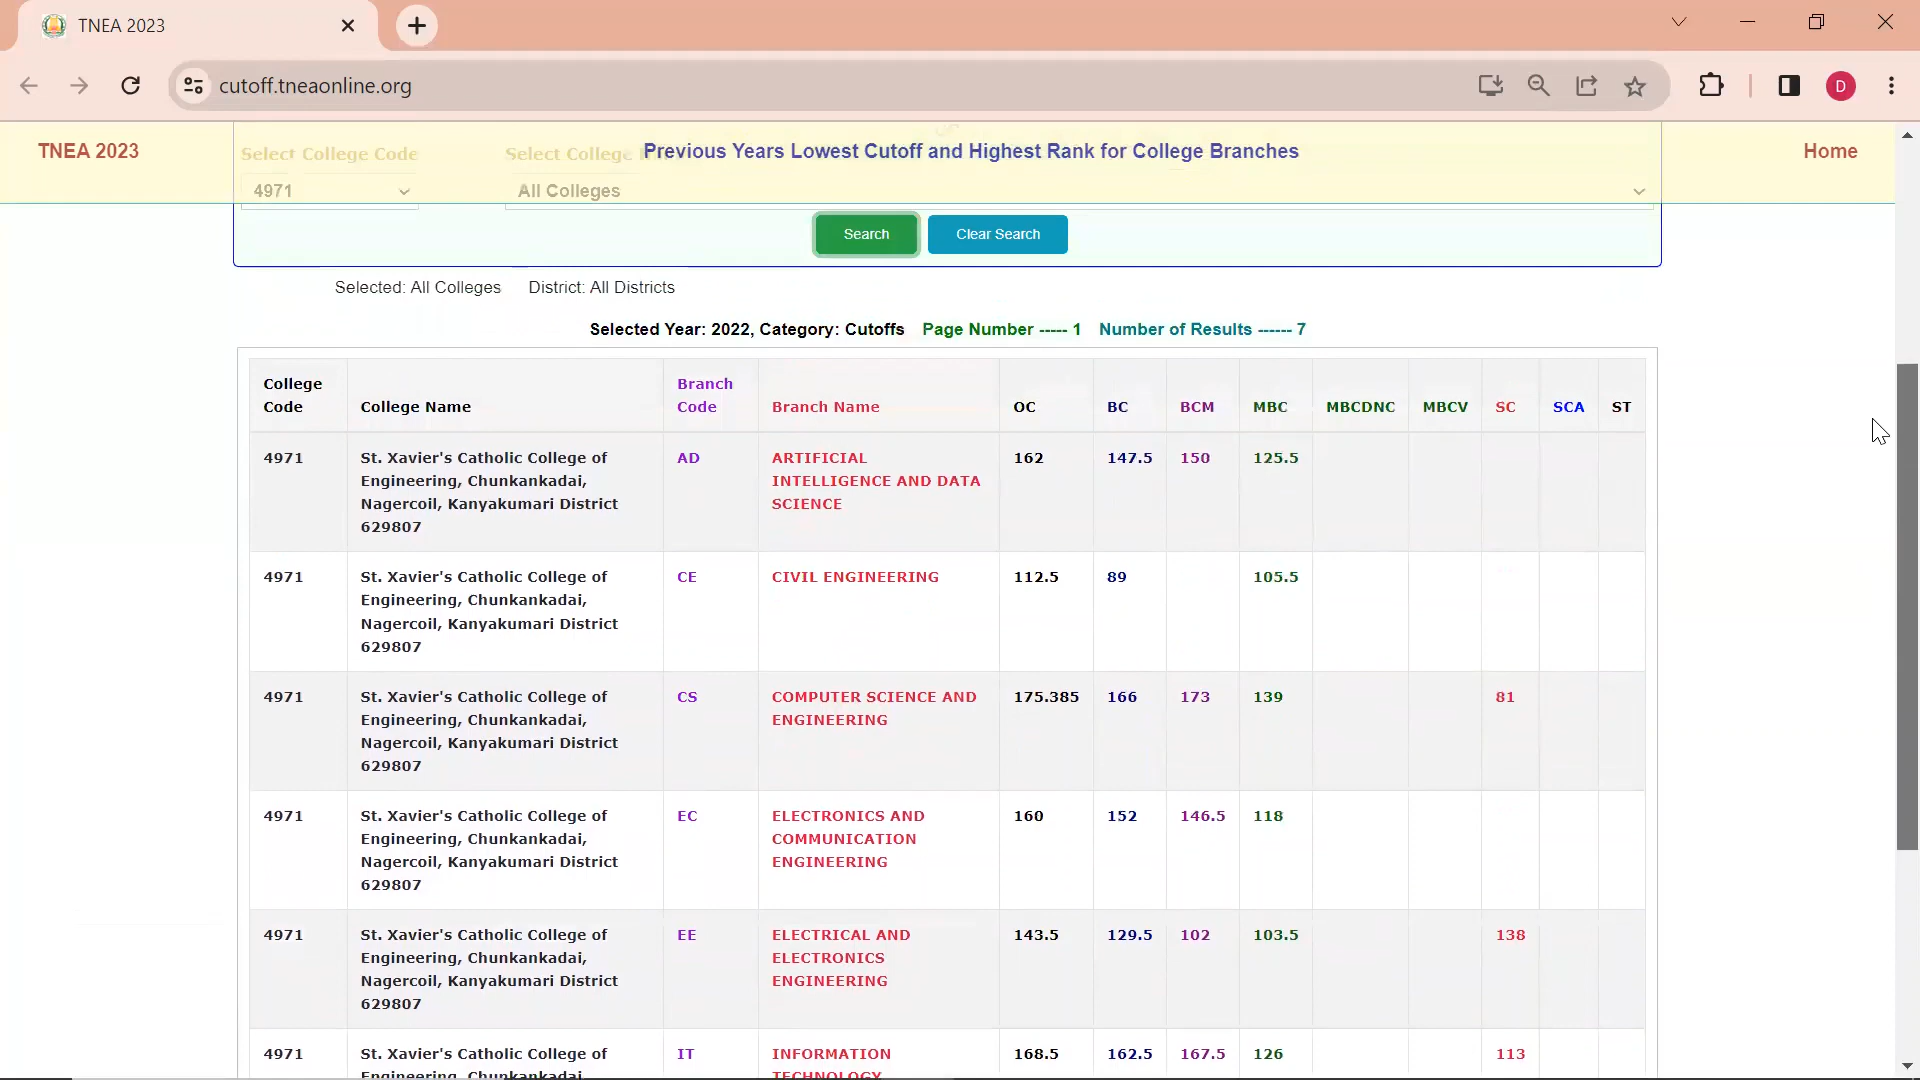 TNEA 2023
cutoff.tneaonline.org
D
TNEA 2023
Select College Code
Select College
Previous Years Lowest Cutoff and Highest Rank for College Branches
Home
4971
All Colleges
Search
Clear Search
Selected: All Colleges District: All Districts
Selected Year: 2022, Category: Cutoffs Page Number ----- 1 Number of Results ------ 7
College
Code
College Name
Branch
Code
Branch Name
OC BC BCM MBC MBCDNC MBCV SC SCA ST
4971 St. Xavier's Catholic College of AD ARTIFICIAL 162 147.5 150 125.5
Engineering, Chunkankadai, INTELLIGENCE AND DATA
Nagercoil, Kanyakumari District SCIENCE
629807
4971 St. Xavier's Catholic College of CE CIVIL ENGINEERING 112.5 89 105.5
Engineering, Chunkankadai,
Nagercoil, Kanyakumari District
629807
4971 St. Xavier's Catholic College of CS COMPUTER SCIENCE AND 175.385 166 173 139 81
Engineering, Chunkankadai, ENGINEERING
Nagercoil, Kanyakumari District
629807
4971 St. Xavier's Catholic College of EC ELECTRONICS AND 160 152 146.5 118
Engineering, Chunkankadai, COMMUNICATION
Nagercoil, Kanyakumari District ENGINEERING
629807
4971 St. Xavier's Catholic College of EE ELECTRICAL AND 143.5 129.5 102 103.5 138
Engineering, Chunkankadai, ELECTRONICS
Nagercoil, Kanyakumari District ENGINEERING
629807
4971 St. Xavier's Catholic College of IT INFORMATION 168.5 162.5 167.5 126 113
Engineering, Chunkankadai, TECHNOLOGY